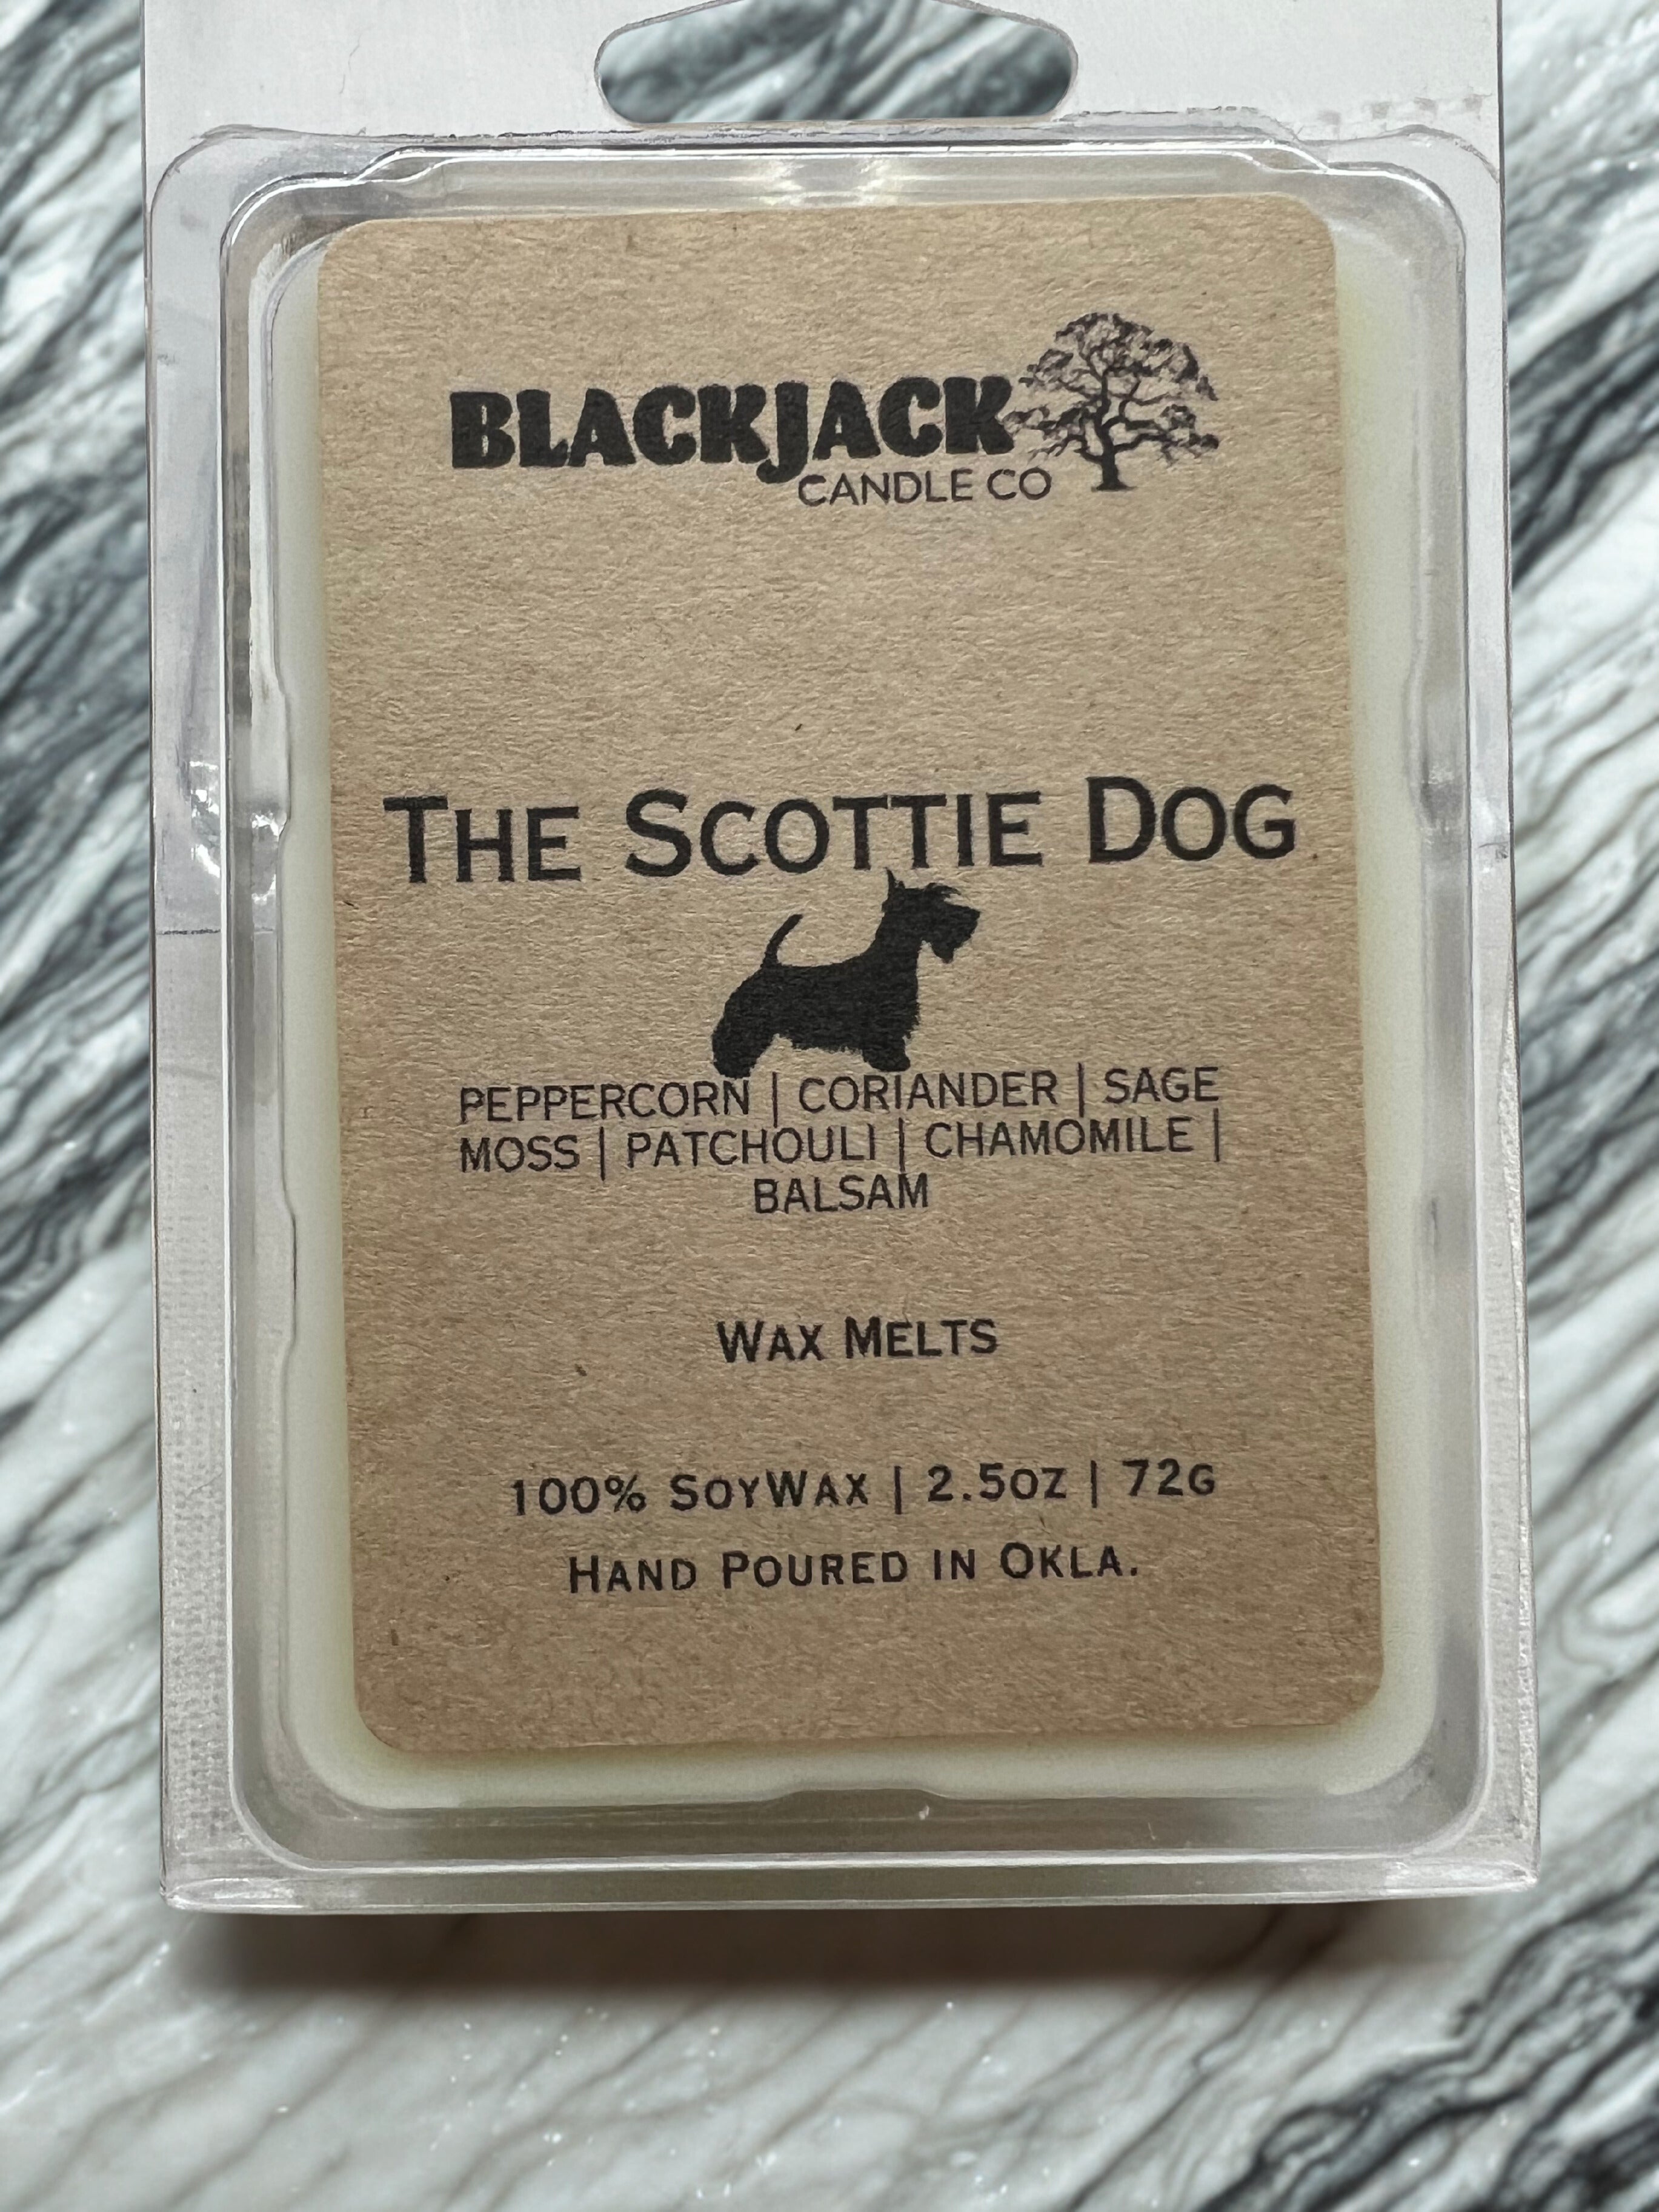 BLACKJACK
CANDLE CO
THE SCOTTIE DOG
PEPPERCORN | CORIANDER | SAGE
MOSS | PATCHOULI | CHAMOMILE |
BALSAM
WAX MELTS
100% SOYWAX | 2.5OZ | 72G
HAND POURED IN OKLA.